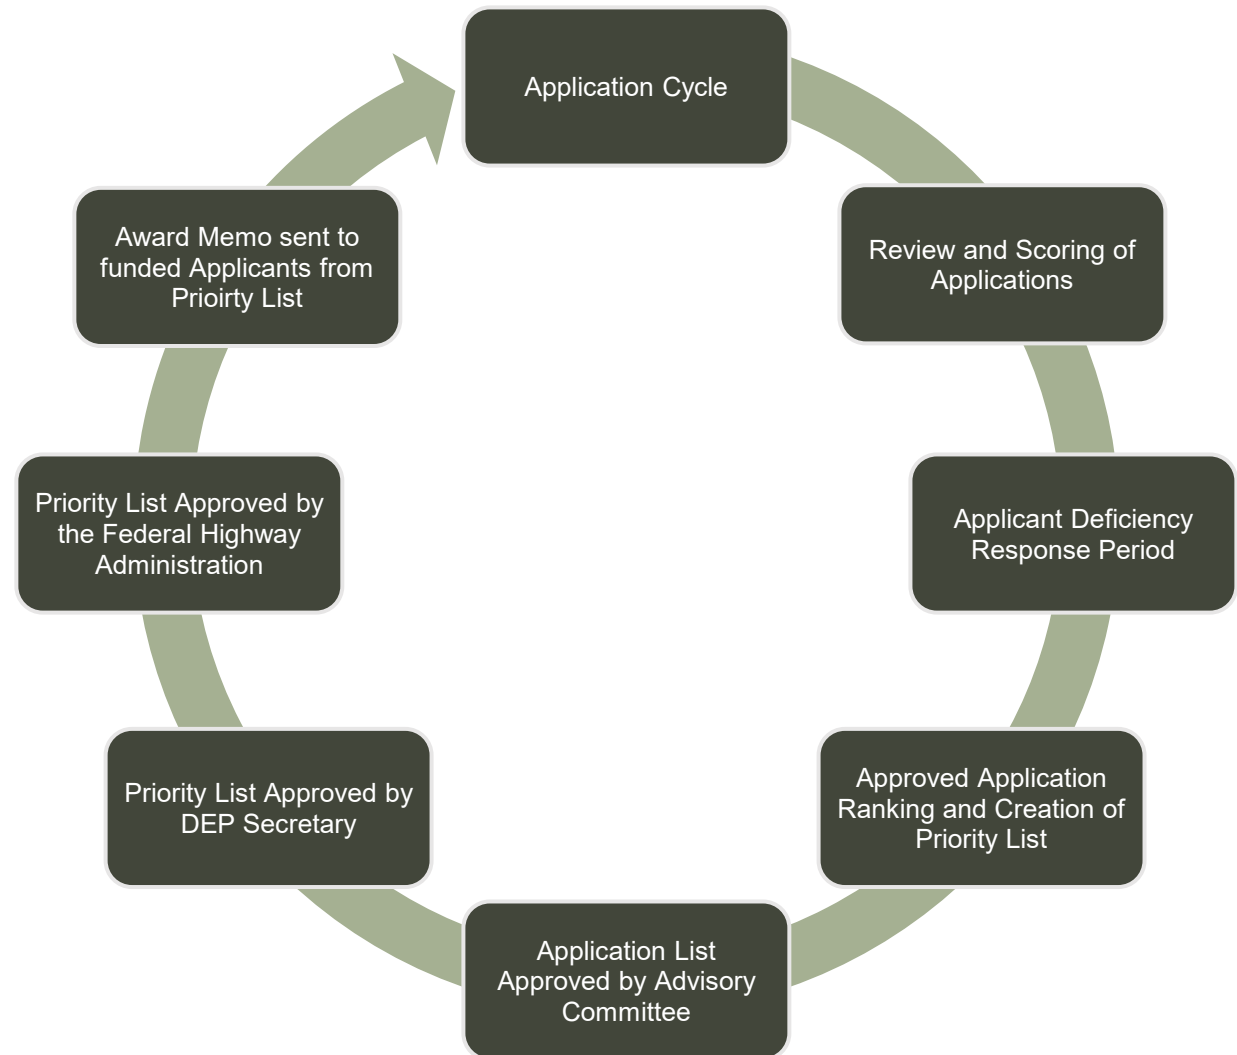 Application Cycle
Review and Scoring of
Applications
Applicant Deficiency
Response Period
Approved Application
Ranking and Creation of
Priority List
Application List
Approved by Advisory
Committee
Priority List Approved by
DEP Secretary
Priority List Approved by
the Federal Highway
Administration
Award Memo sent to
funded Applicants from
Prioirty List